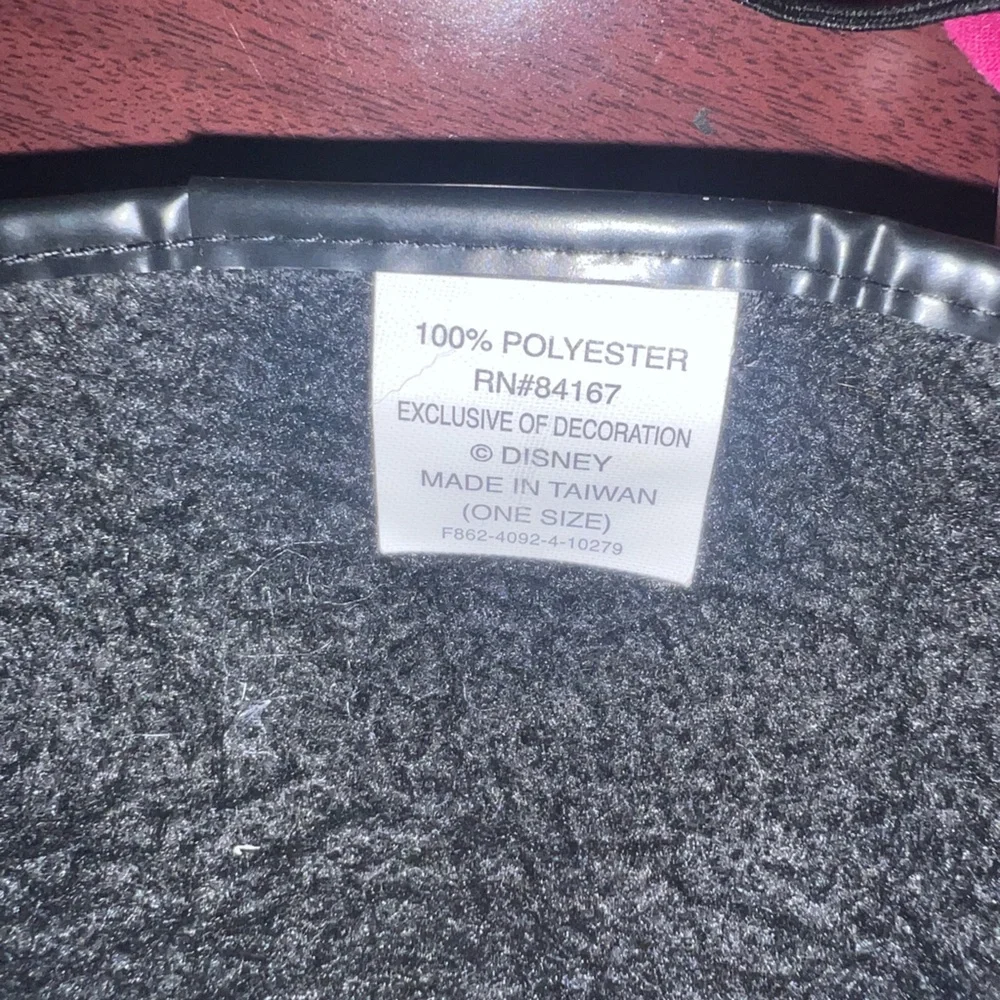 100% POLYESTER
RN#84167
EXCLUSIVE OF DECORATION
© DISNEY
MADE IN TAIWAN
(ONE SIZE)
F862-4092-4-10279